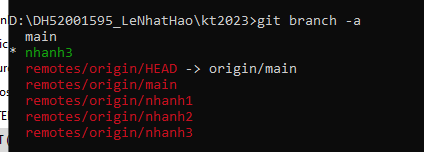 D:\DH52001595_LeNhatHao\kt2023>git branch -a
main
* nhanh3
remotes/origin/HEAD -> origin/main
remotes/origin/main
remotes/origin/nhanh1
remotes/origin/nhanh2
remotes/origin/nhanh3